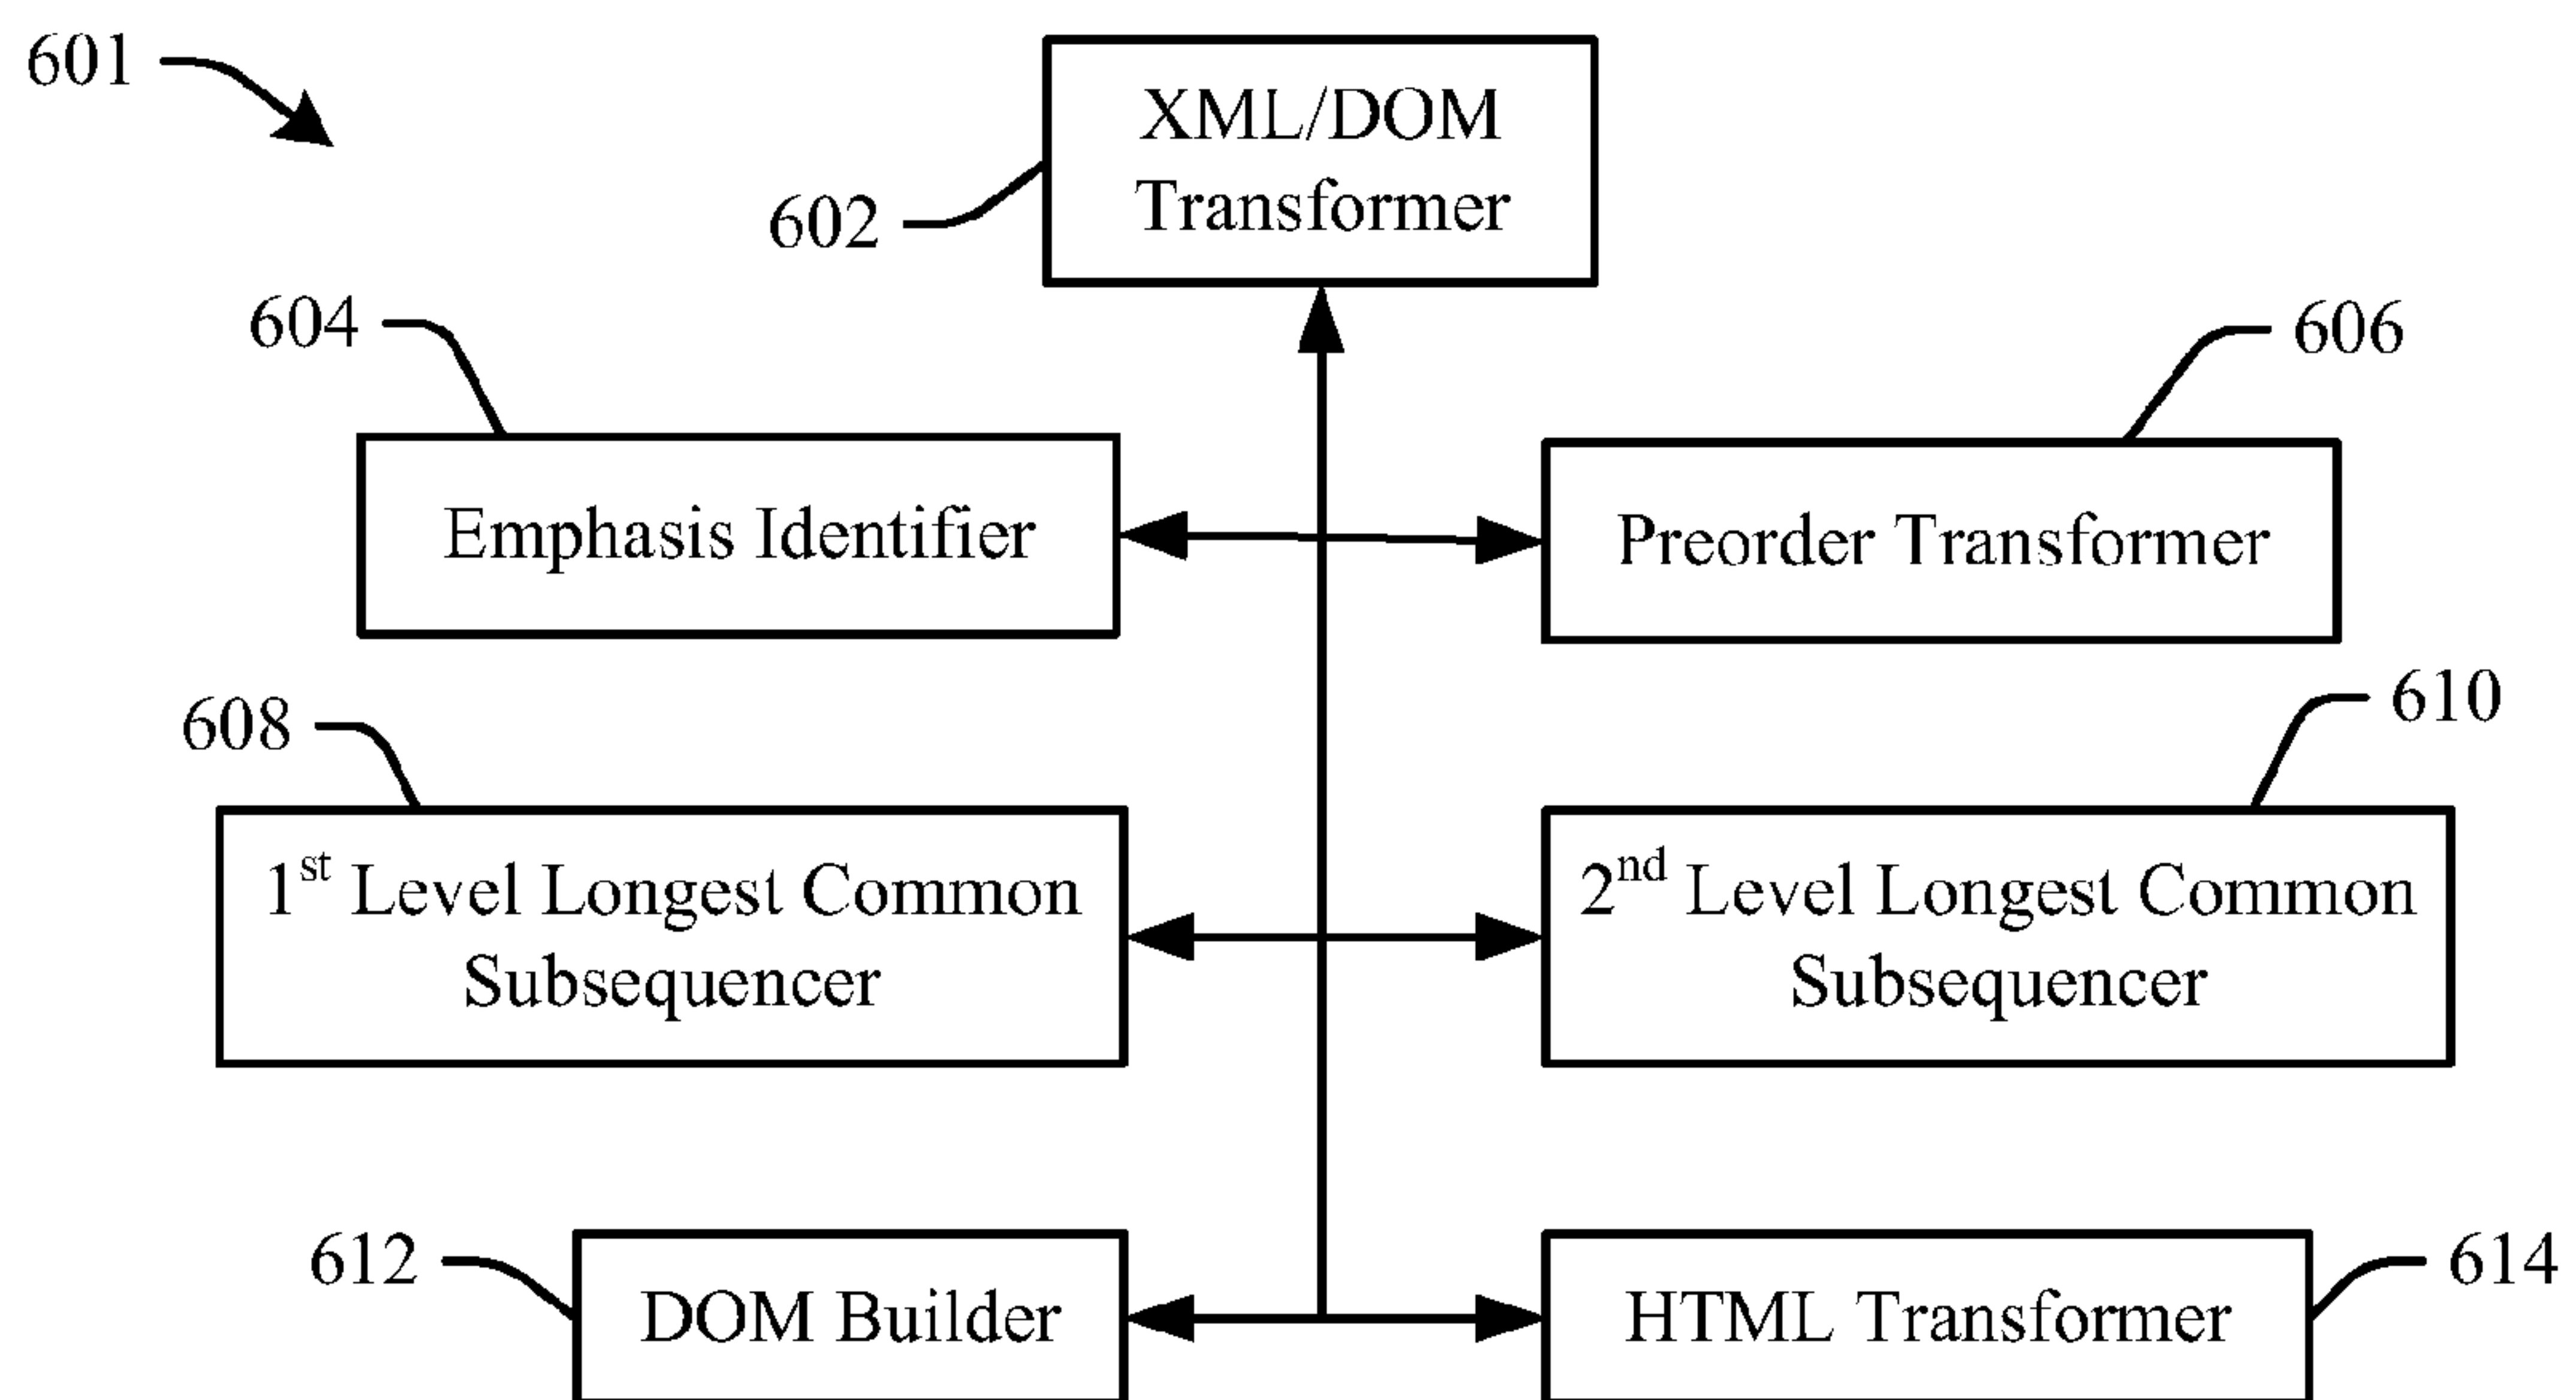 601
XML/DOM
Transformer
602
604
606
Emphasis Identifier
Preorder Transformer
608
610
1st Level Longest Common
Subsequencer
2nd Level Longest Common
Subsequencer
612
614
DOM Builder
HTML Transformer